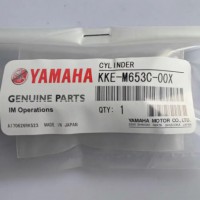 CYLINDER
YAMAHA
KKE-M653C-00X
GENUINE PARTS
QTY: 1
IM Operations
MADE IN JAPAN
YAMAHA MOTOR CO., LTD.